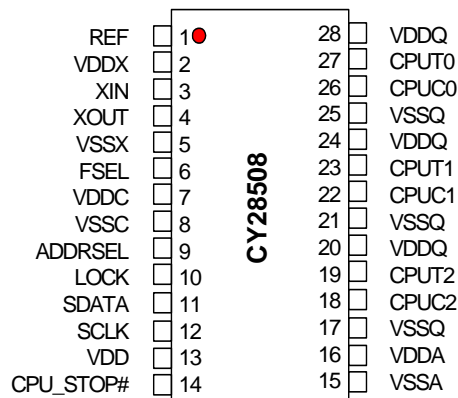 REF 1 28 VDDQ
VDDX 2 27 CPUT0
XIN 3 26 CPUC0
XOUT 4 25 VSSQ
VSSX 5 24 VDDQ
FSEL 6 23 CPUT1
VDDC 7 22 CPUC1
VSSC 8 21 VSSQ
ADDRSEL 9 20 VDDQ
LOCK 10 19 CPUT2
SDATA 11 18 CPUC2
SCLK 12 17 VSSQ
VDD 13 16 VDDA
CPU_STOP# 14 15 VSSA
CY28508